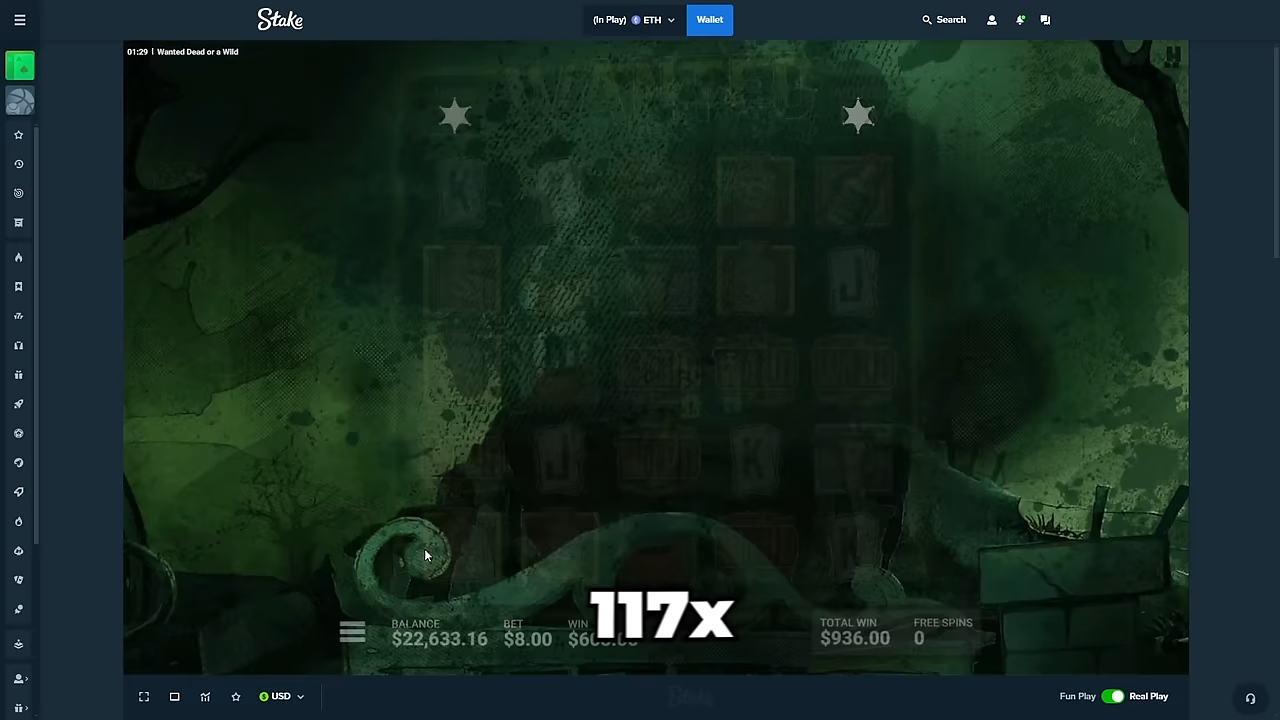 Stake
(In Play) ETH
Wallet
Search
01:29 | Wanted Dead or a Wild
K
J
J
K
117x
BALANCE
$22,633.16
BET
$8.00
WIN
TOTAL WIN
$936.00
FREE SPINS
0
USD
Stake
Fun Play
Real Play